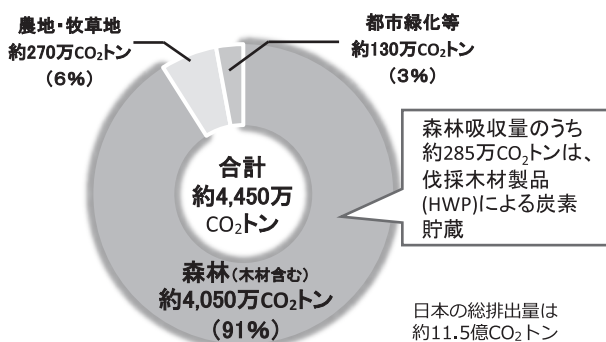 農地・牧草地
約270万CO₂トン
(6%)
都市緑化等
約130万CO₂トン
(3%)
合計
約4,450万
CO₂トン
森林(木材含む)
約4,050万CO₂トン
(91%)
森林吸収量のうち
約285万CO₂トンは、
伐採木材製品
(HWP)による炭素
貯蔵
日本の総排出量は
約11.5億CO₂トン